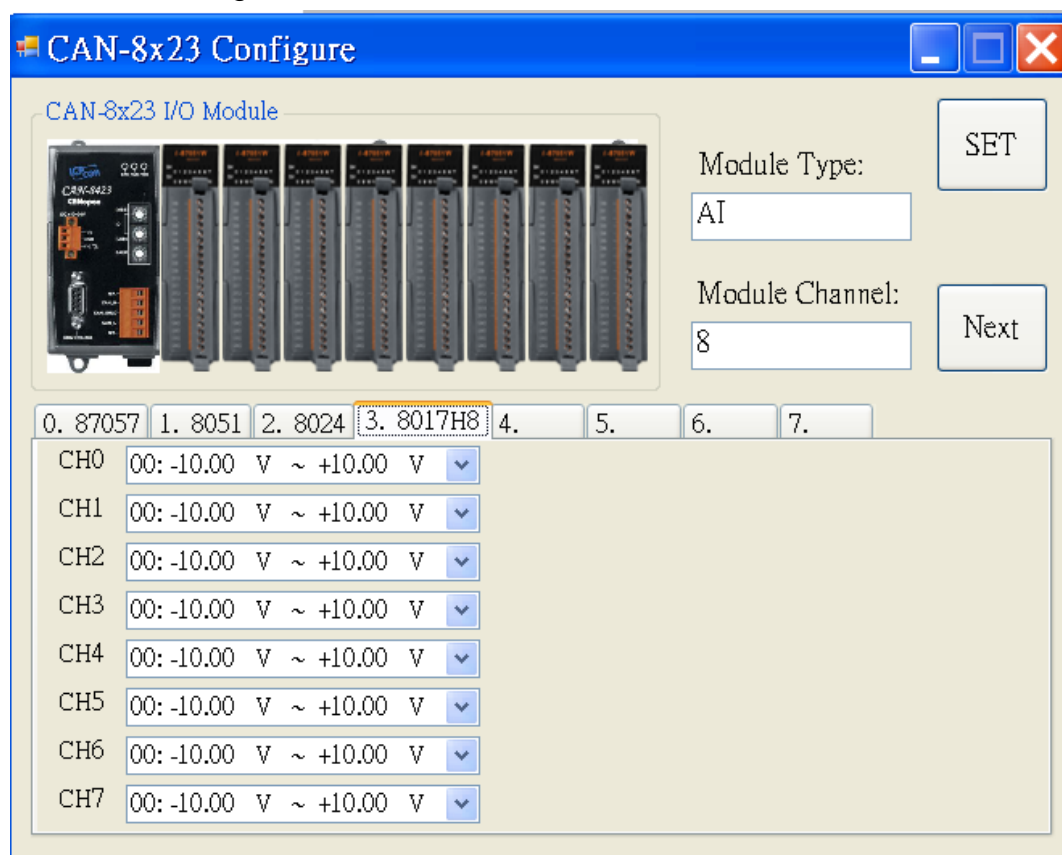 CAN-8x23 Configure
CAN-8x23 I/O Module
CAN-8423
CANopen
Module Type:
AI
SET
Module Channel:
8
Next
0. 87057 1. 8051 2. 8024 3. 8017H8 4. 5. 6. 7.
CH0 00: -10.00 V ~ +10.00 V
CH1 00: -10.00 V ~ +10.00 V
CH2 00: -10.00 V ~ +10.00 V
CH3 00: -10.00 V ~ +10.00 V
CH4 00: -10.00 V ~ +10.00 V
CH5 00: -10.00 V ~ +10.00 V
CH6 00: -10.00 V ~ +10.00 V
CH7 00: -10.00 V ~ +10.00 V